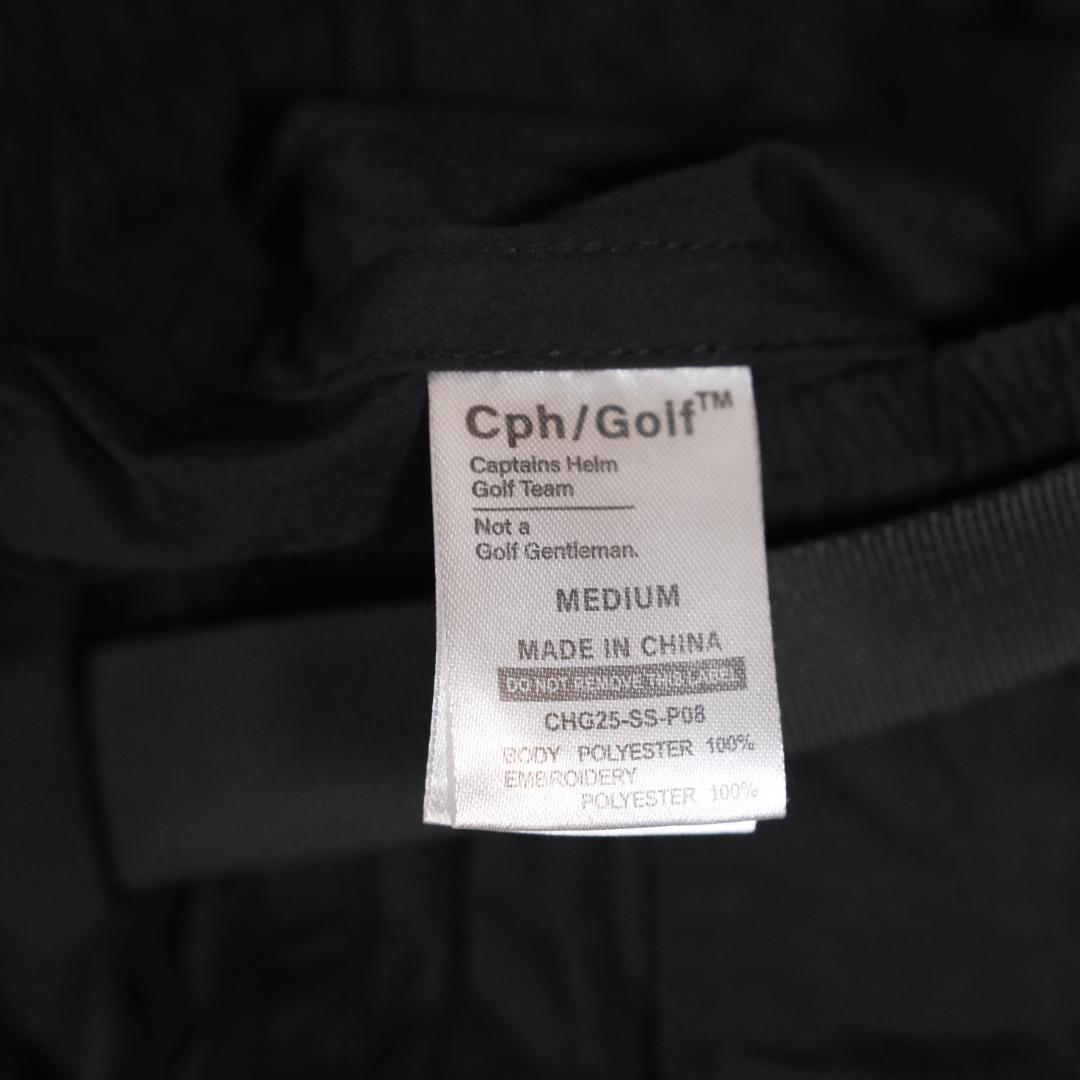 Cph/Golf™
Captains Helm
Golf Team
Not a
Golf Gentleman.
MEDIUM
MADE IN CHINA
DO NOT REMOVE THIS LABEL
CHG25-SS-P08
BODY POLYESTER 100%
EMBROIDERY
POLYESTER 100%